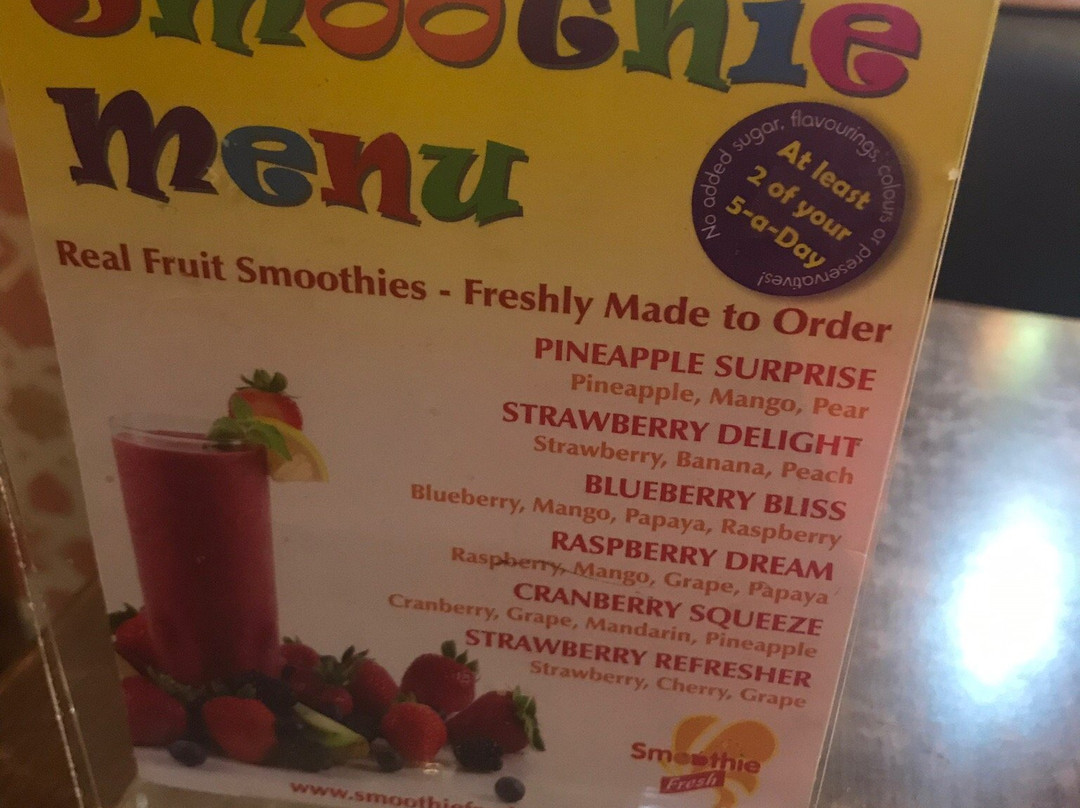 Smoothie
menu
No added sugar, flavourings, colours or preservatives!
At least
2 of your
5-a-Day
Real Fruit Smoothies - Freshly Made to Order
PINEAPPLE SURPRISE
Pineapple, Mango, Pear
STRAWBERRY DELIGHT
Strawberry, Banana, Peach
BLUEBERRY BLISS
Blueberry, Mango, Papaya, Raspberry
RASPBERRY DREAM
Raspberry, Mango, Grape, Papaya
CRANBERRY SQUEEZE
Cranberry, Grape, Mandarin, Pineapple
STRAWBERRY REFRESHER
Strawberry, Cherry, Grape
Smoothie
Fresh